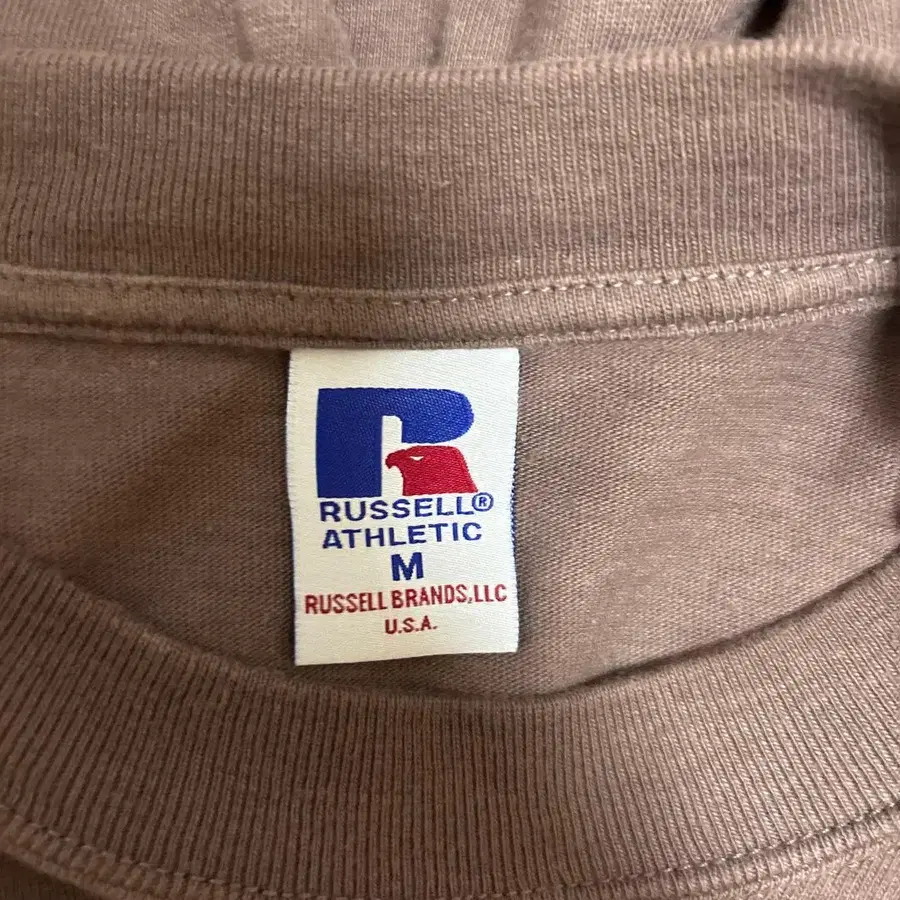 RUSSELL®
ATHLETIC
M
RUSSELL BRANDS, LLC
U.S.A.